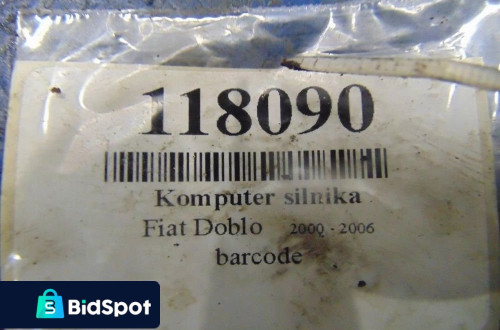 118090
Komputer silnika
Fiat Doblo 2000 - 2006
barcode
BidSpot